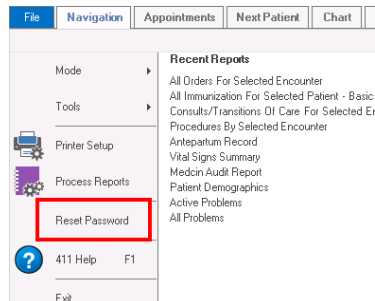 File Navigation Appointments Next Patient Chart
Recent Reports
Mode
All Orders For Selected Encounter
All Immunization For Selected Patient - Basic
Tools
Consults/Transitions Of Care For Selected
Procedures By Selected Encounter
Printer Setup
Antepartum Record
Vital Signs Summary
Process Reports
Medcin Audit Report
Patient Demographics
Active Problems
Reset Password
All Problems
? 411 Help F1
Exit